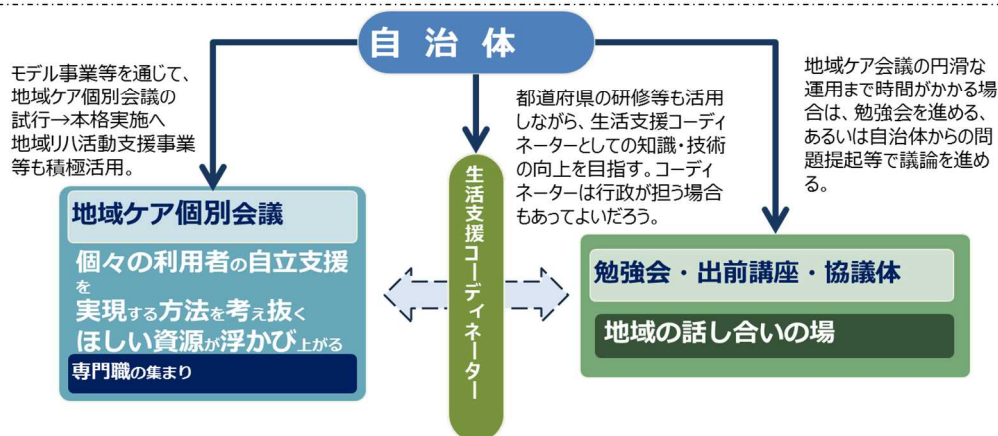 自治体
モデル事業等を通じて、
地域ケア個別会議の
試行→本格実施へ
地域リハ活動支援事業
等も積極活用。
都道府県の研修等も活用
しながら、生活支援コーディ
ネーターとしての知識・技術
の向上を目指す。コーディ
ネーターは行政が担う場合
もあってよいだろう。
地域ケア会議の円滑な
運用まで時間がかかる場
合は、勉強会を進める、
あるいは自治体からの問
題提起等で議論を進め
る。
地域ケア個別会議
個々の利用者の自立支援
を
実現する方法を考え抜く
ほしい資源が浮かび上がる
専門職の集まり
生活支援コーディネーター
勉強会・出前講座・協議体
地域の話し合いの場